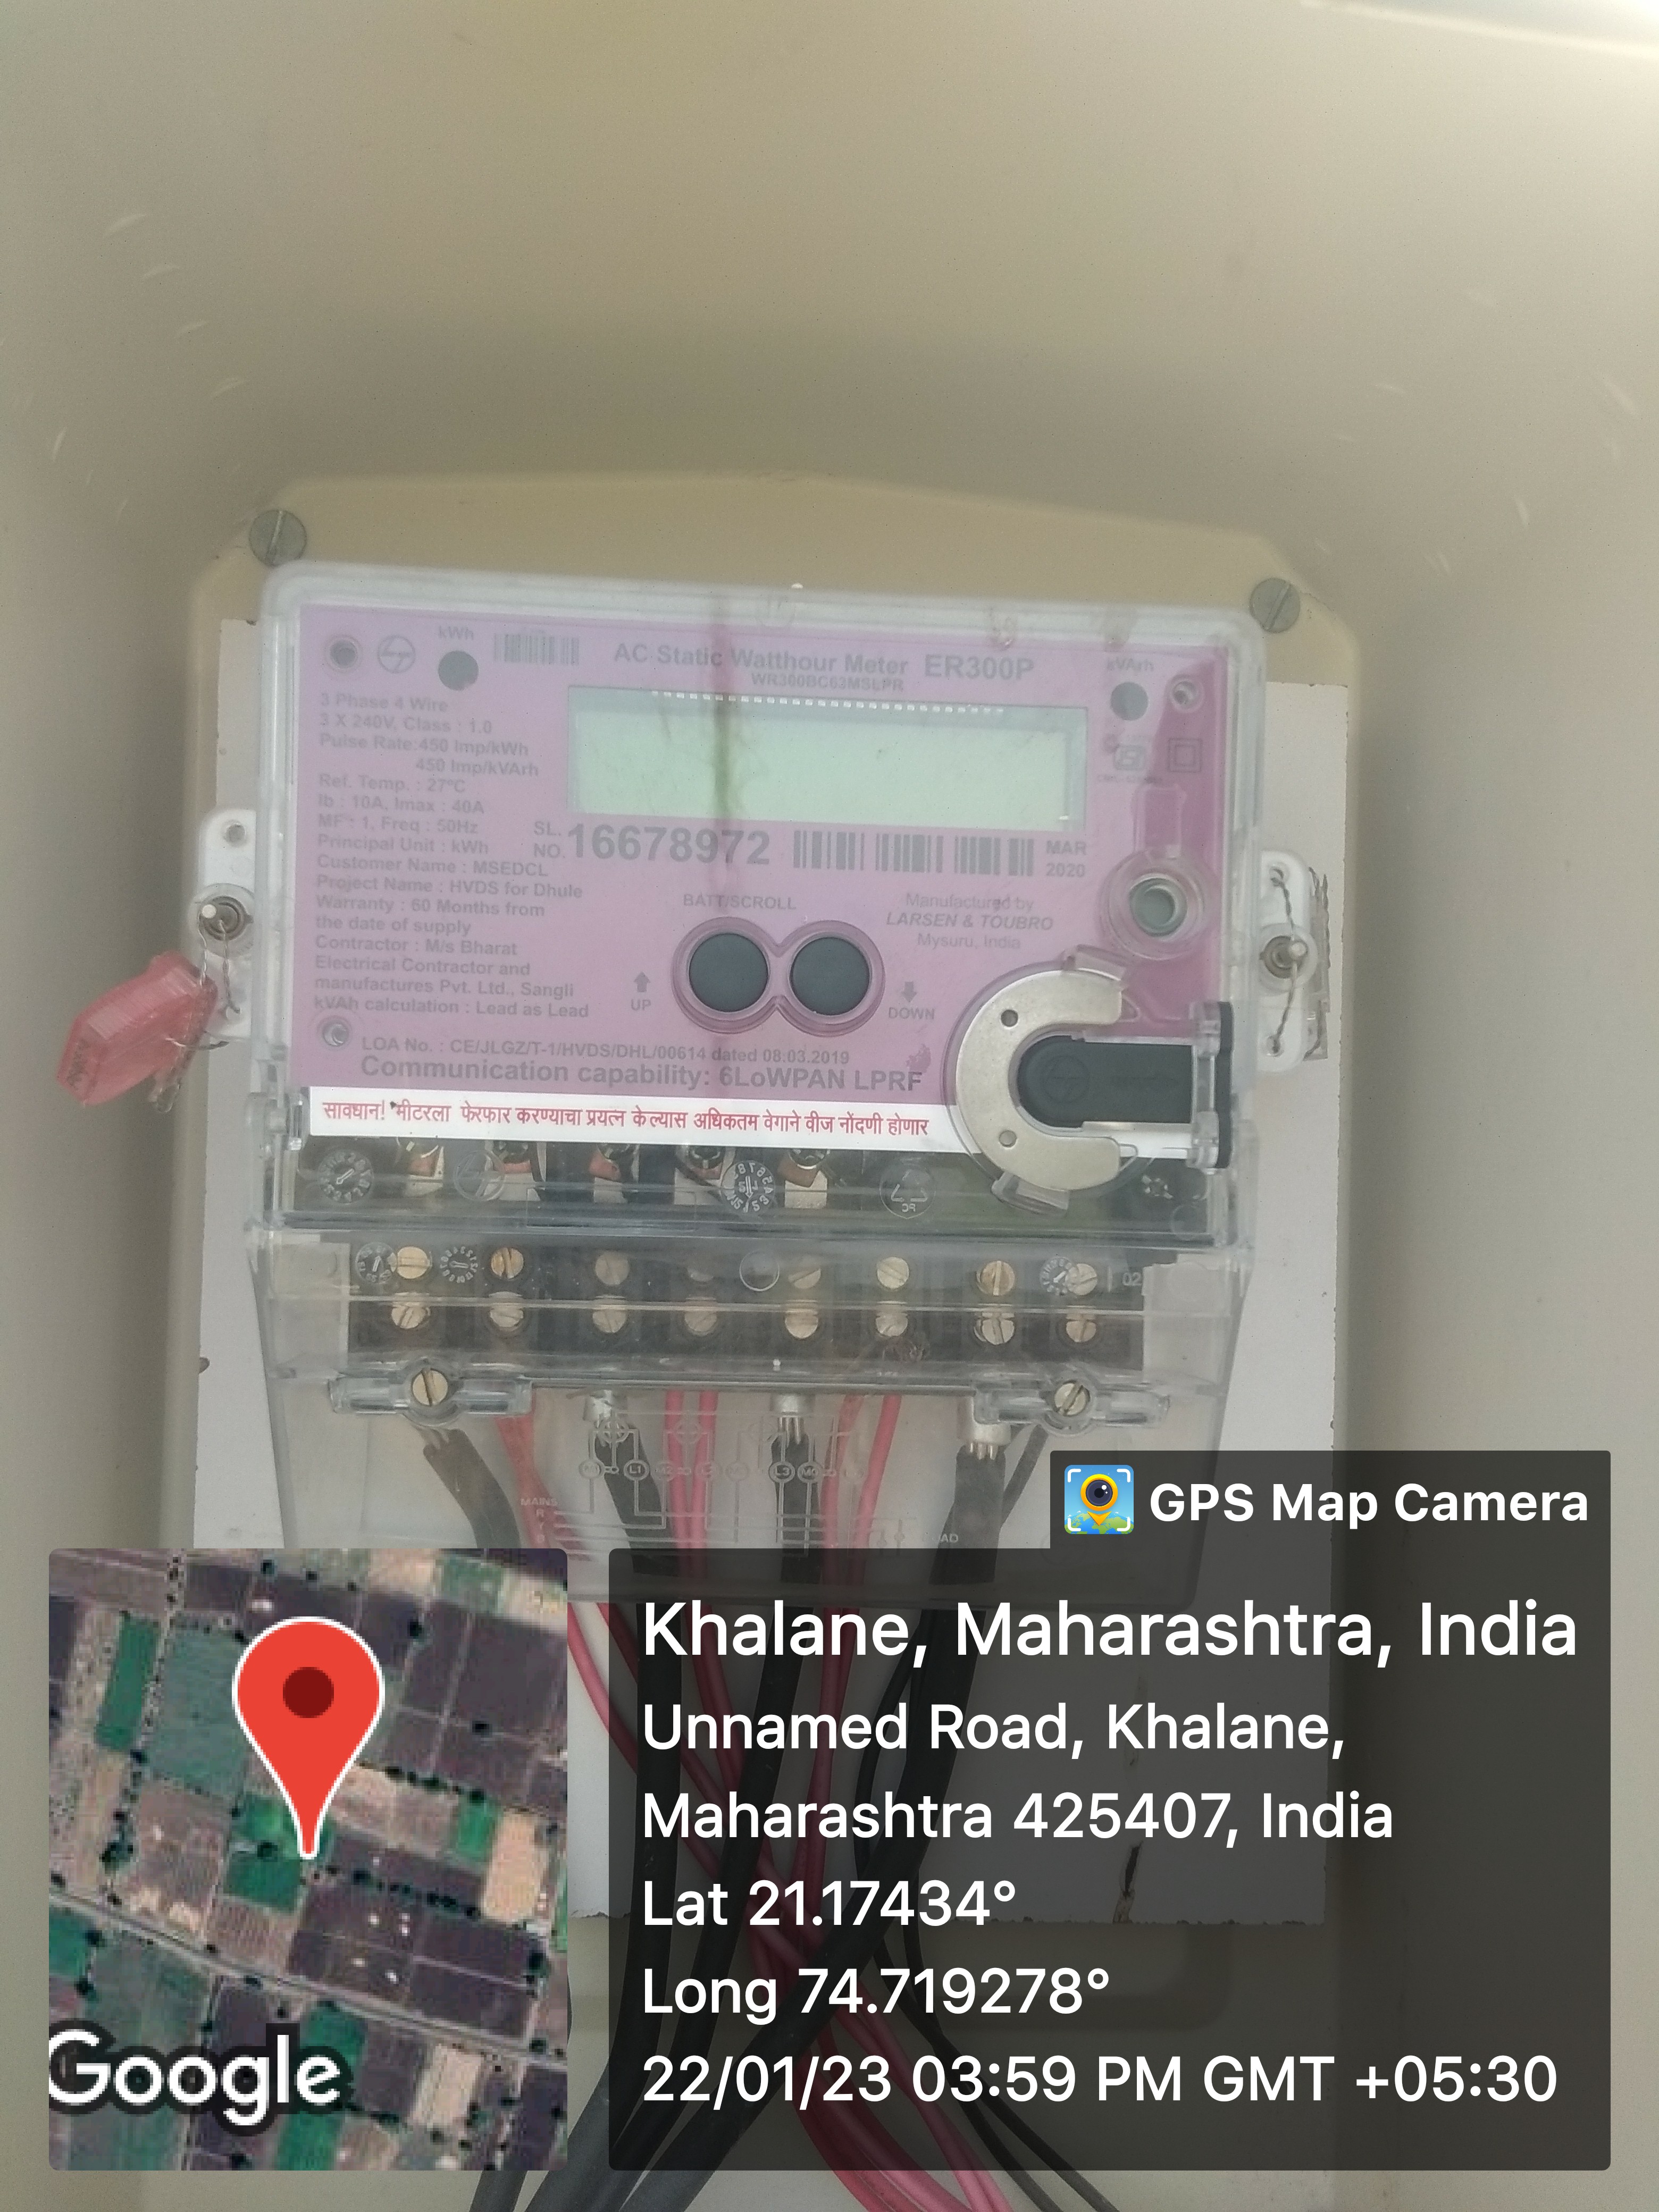 kWh
AC Static Watthour Meter ER300P
WR300BC63MSLPR
kVArh
3 Phase 4 Wire
3 X 240V, Class : 1.0
Pulse Rate:450 Imp/kWh
450 Imp/kVArh
Ref. Temp. : 27°C
Ib : 10A, Imax : 40A
MF : 1, Freq : 50Hz
Principal Unit : kWh
Customer Name : MSEDCL
Project Name : HVDS for Dhule
Warranty : 60 Months from
the date of supply
Contractor : M/s Bharat
Electrical Contractor and
manufactures Pvt. Ltd., Sangli
kVAh calculation : Lead as Lead
SL. NO. 16678972
MAR
2020
BATT/SCROLL
UP
DOWN
Manufactured by
LARSEN & TOUBRO
Mysuru, India
LOA No. : CE/JLGZ/T-1/HVDS/DHL/00614 dated 08.03.2019
Communication capability: 6LoWPAN LPRF
सावधान! मीटरला फेरफार करण्याचा प्रयत्न केल्यास अधिकतम वेगाने वीज नोंदणी होणार
02
L1
L3
MAINS
R
Y
B
GPS Map Camera
Khalane, Maharashtra, India
Unnamed Road, Khalane,
Maharashtra 425407, India
Lat 21.17434°
Long 74.719278°
22/01/23 03:59 PM GMT +05:30
Google